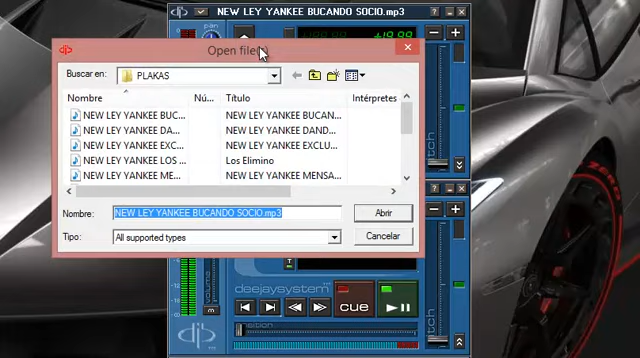 NEW LEY YANKEE BUCANDO SOCIO.mp3
pan
Open file(s)
Buscar en:
PLAKAS
Nombre
Nú...
Título
Intérpretes
NEW LEY YANKEE BUC...
NEW LEY YANKEE BUCAN...
NEW LEY YANKEE DA...
NEW LEY YANKEE DAND...
NEW LEY YANKEE EXC...
NEW LEY YANKEE EXCLU...
NEW LEY YANKEE LOS ...
Los Elimino
NEW LEY YANKEE ME...
NEW LEY YANKEE MENSA...
Nombre:
NEW LEY YANKEE BUCANDO SOCIO.mp3
Abrir
Tipo:
All supported types
Cancelar
volume
deejaysystem
cue